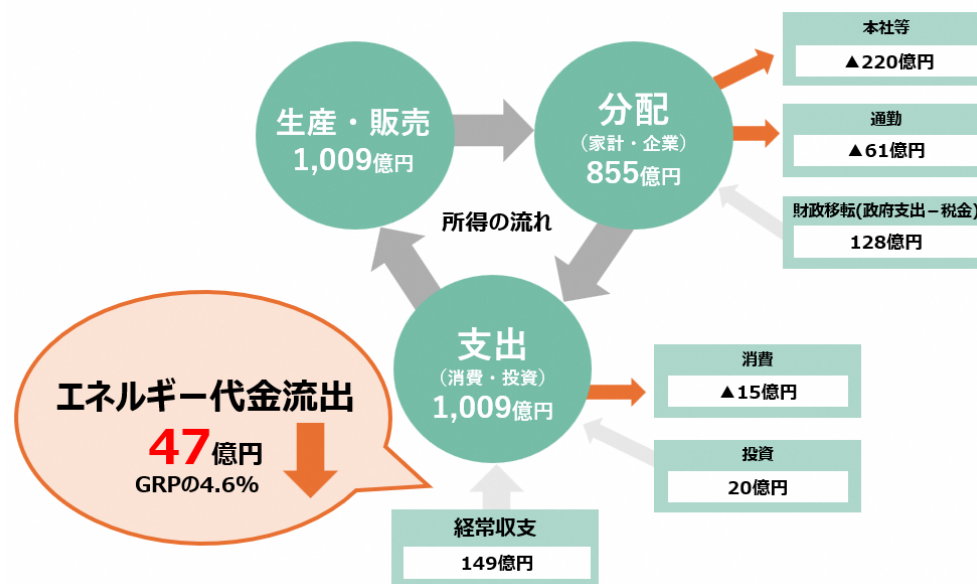 生産・販売
1,009億円
分配
（家計・企業）
855億円
本社等
▲220億円
通勤
▲61億円
財政移転(政府支出－税金)
128億円
所得の流れ
支出
（消費・投資）
1,009億円
消費
▲15億円
投資
20億円
エネルギー代金流出
47億円
GRPの4.6%
経常収支
149億円